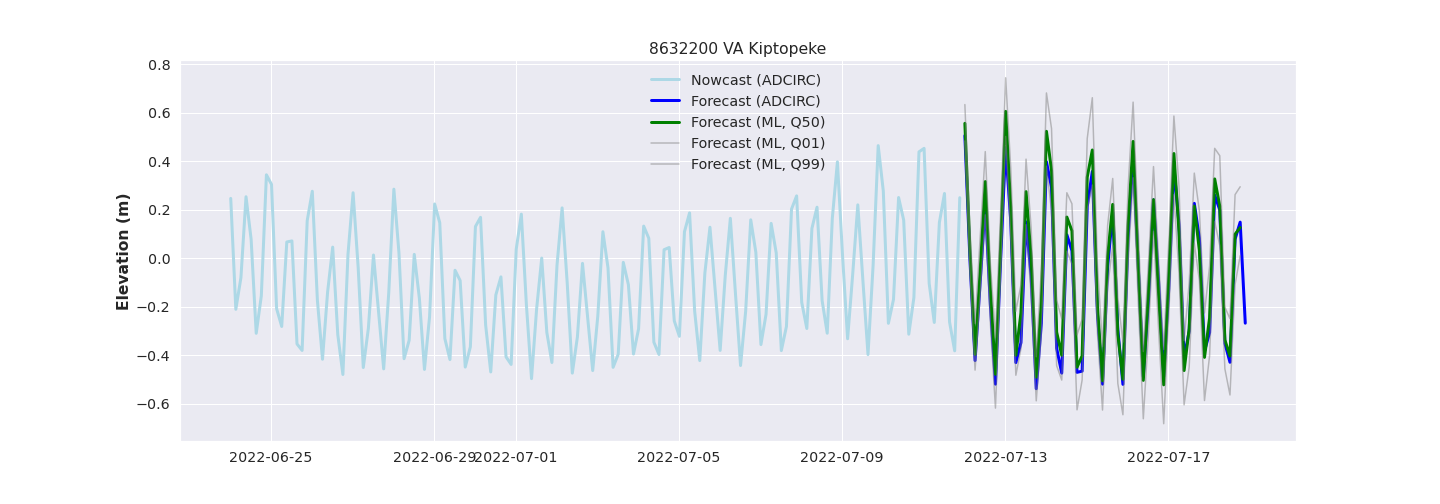 8632200 VA Kiptopeke
Elevation (m)
0.8
0.6
0.4
0.2
0.0
−0.2
−0.4
−0.6
Nowcast (ADCIRC)
Forecast (ADCIRC)
Forecast (ML, Q50)
Forecast (ML, Q01)
Forecast (ML, Q99)
2022-06-25 2022-06-29 2022-07-01 2022-07-05 2022-07-09 2022-07-13 2022-07-17